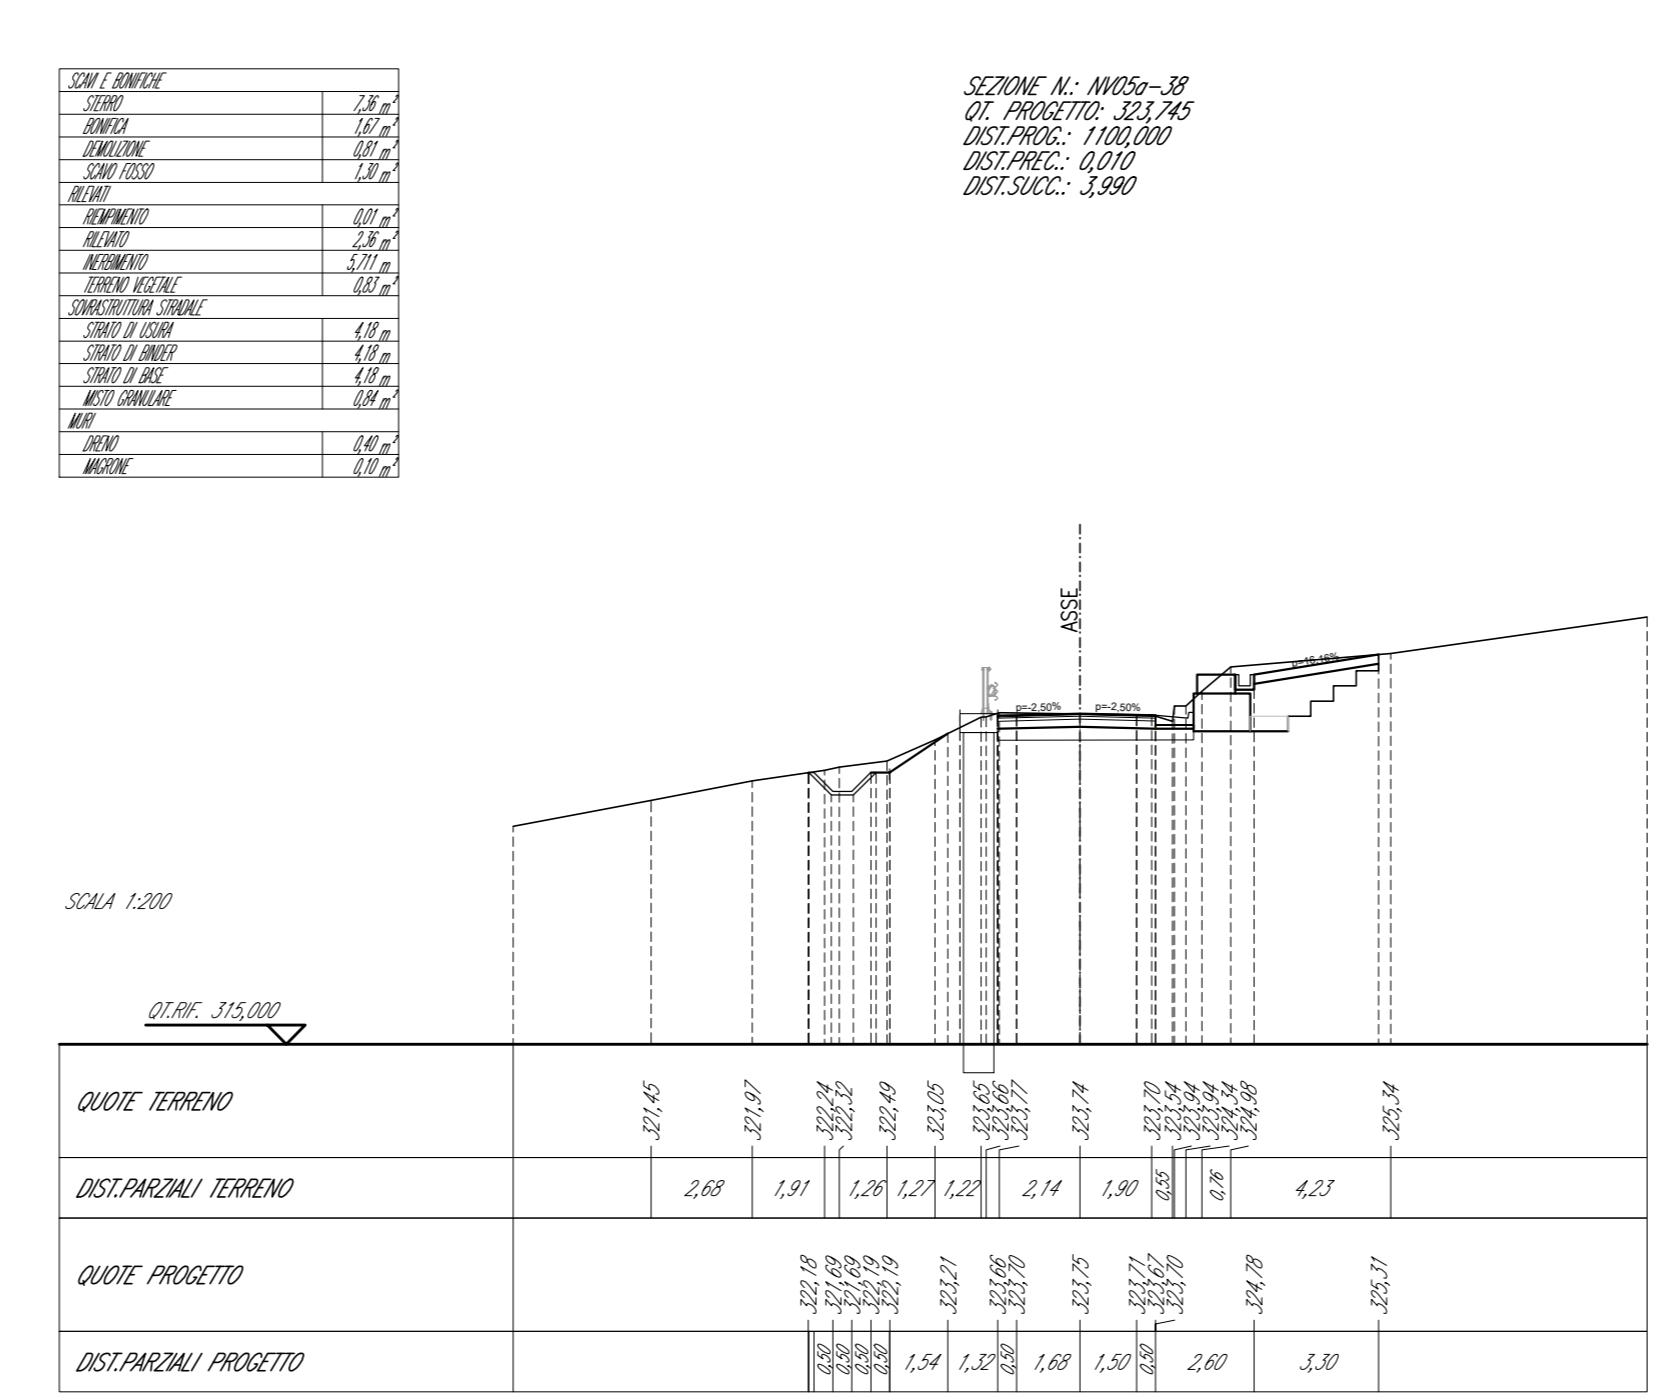 SCAVI E BONIFICHE
STERRO 7,36 m²
BONIFICA 1,67 m²
DEMOLIZIONE 0,81 m²
SCAVO FOSSO 1,30 m²
RILEVATI
RIEMPIMENTO 0,01 m²
RILEVATO 2,36 m²
INERBIMENTO 5,711 m
TERRENO VEGETALE 0,83 m²
SOVRASTRUTTURA STRADALE
STRATO DI USURA 4,18 m
STRATO DI BINDER 4,18 m
STRATO DI BASE 4,18 m
MISTO GRANULARE 0,84 m²
MURI
DRENO 0,40 m²
MAGRONE 0,10 m²
SEZIONE N.: NV05a-38
QT. PROGETTO: 323,745
DIST.PROG.: 1100,000
DIST.PREC.: 0,010
DIST.SUCC.: 3,990
ASSE
p=16,16%
p=-2,50% p=-2,50%
SCALA 1:200
QT.RIF. 315,000
QUOTE TERRENO 321,45 321,97 322,24 322,32 322,49 323,05 323,65 323,66 323,77 323,74 323,70 323,54 323,94 323,94 324,34 324,98 325,34
DIST.PARZIALI TERRENO 2,68 1,91 1,26 1,27 1,22 2,14 1,90 0,55 0,76 4,23
QUOTE PROGETTO 322,18 321,69 321,69 322,19 322,19 323,21 323,66 323,70 323,75 323,71 323,67 323,70 324,78 325,31
DIST.PARZIALI PROGETTO 0,50 0,50 0,50 0,50 1,54 1,32 0,50 1,68 1,50 0,50 2,60 3,30